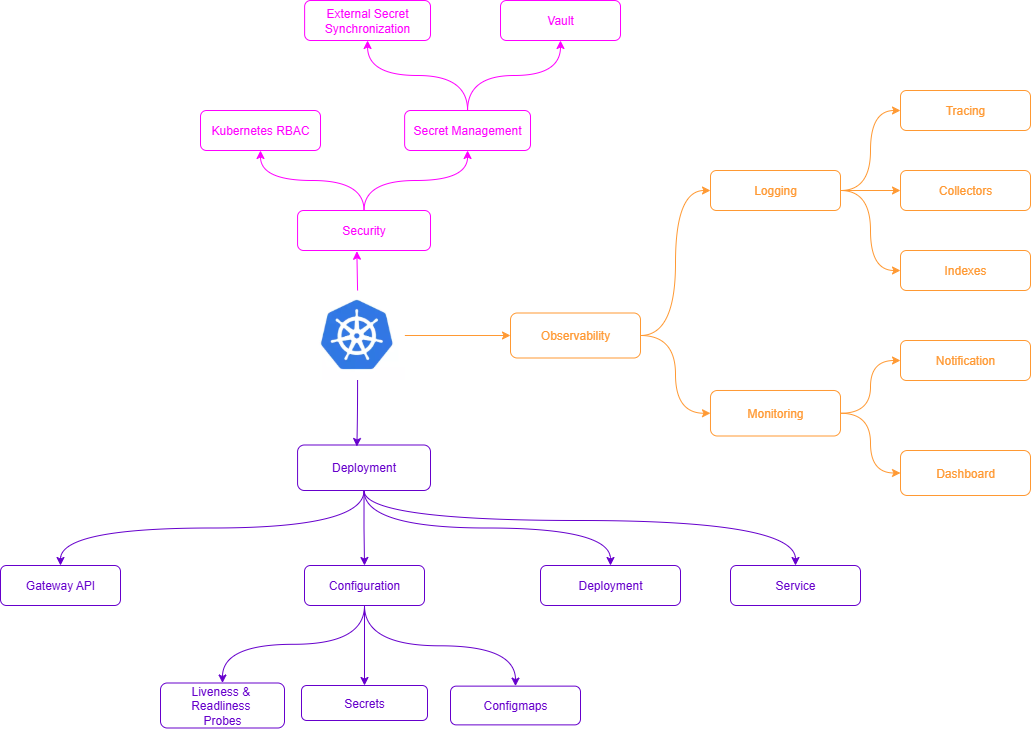 External Secret
Synchronization
Vault
Kubernetes RBAC
Secret Management
Tracing
Logging
Collectors
Security
Indexes
Observability
Notification
Monitoring
Dashboard
Deployment
Gateway API
Configuration
Deployment
Service
Liveness &
Readliness
Probes
Secrets
Configmaps